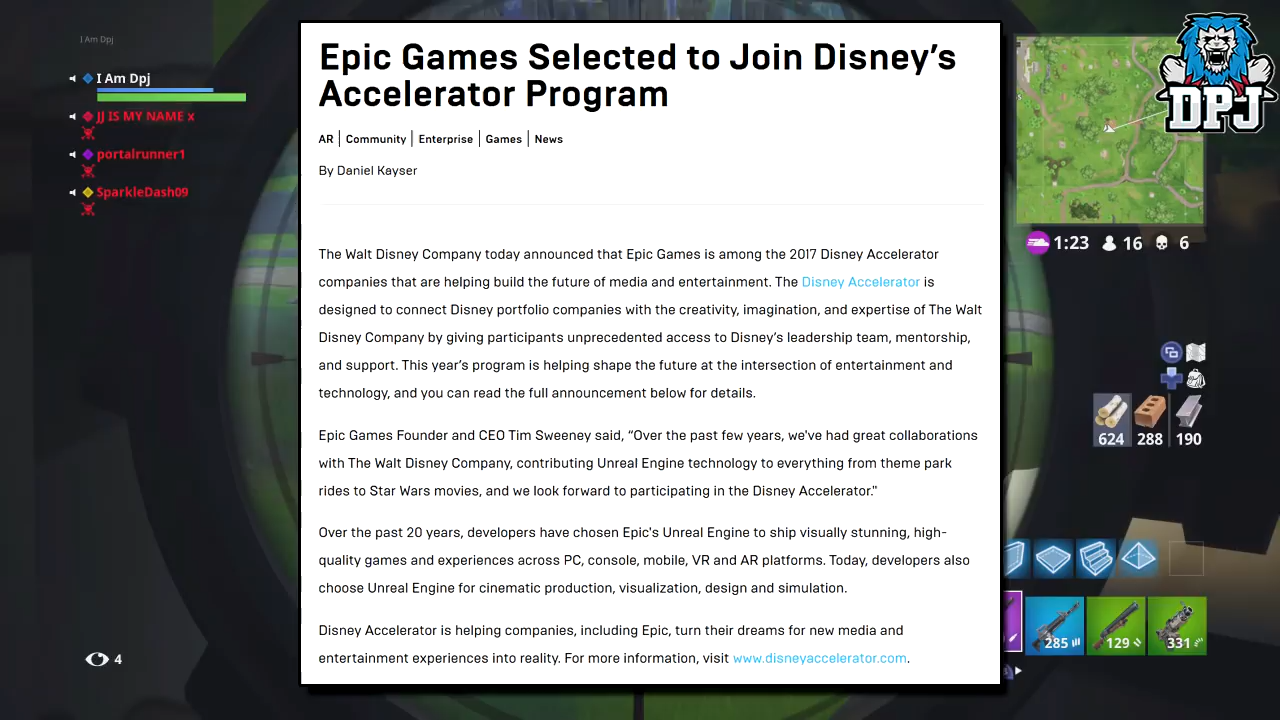 I Am Dpj
I Am Dpj
JJ IS MY NAME x
portalrunner1
SparkleDash09
4
Epic Games Selected to Join Disney’s
Accelerator Program
AR | Community | Enterprise | Games | News
By Daniel Kayser
The Walt Disney Company today announced that Epic Games is among the 2017 Disney Accelerator
companies that are helping build the future of media and entertainment. The Disney Accelerator is
designed to connect Disney portfolio companies with the creativity, imagination, and expertise of The Walt
Disney Company by giving participants unprecedented access to Disney’s leadership team, mentorship,
and support. This year’s program is helping shape the future at the intersection of entertainment and
technology, and you can read the full announcement below for details.
Epic Games Founder and CEO Tim Sweeney said, “Over the past few years, we've had great collaborations
with The Walt Disney Company, contributing Unreal Engine technology to everything from theme park
rides to Star Wars movies, and we look forward to participating in the Disney Accelerator."
Over the past 20 years, developers have chosen Epic's Unreal Engine to ship visually stunning, high-
quality games and experiences across PC, console, mobile, VR and AR platforms. Today, developers also
choose Unreal Engine for cinematic production, visualization, design and simulation.
Disney Accelerator is helping companies, including Epic, turn their dreams for new media and
entertainment experiences into reality. For more information, visit www.disneyaccelerator.com.
DPJ
1:23 16 6
624 288 190
285 129 331